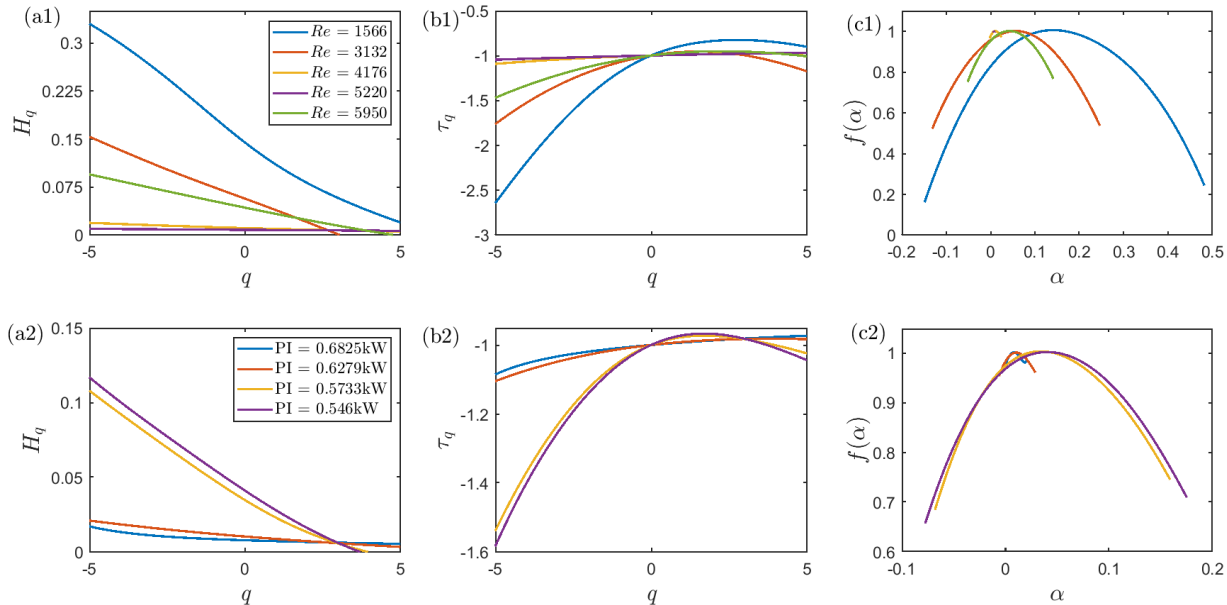 (a1)
0.3
0.225
0.15
0.075
0
-5
0
5
H_q
q
Re = 1566
Re = 3132
Re = 4176
Re = 5220
Re = 5950
(b1)
-0.5
-1
-1.5
-2
-2.5
-3
-5
0
5
τ_q
q
(c1)
1
0.8
0.6
0.4
0.2
0
-0.2
-0.1
0
0.1
0.2
0.3
0.4
0.5
f(α)
α
(a2)
0.15
0.1
0.05
0
-5
0
5
H_q
q
PI = 0.6825kW
PI = 0.6279kW
PI = 0.5733kW
PI = 0.546kW
(b2)
-1
-1.2
-1.4
-1.6
-5
0
5
τ_q
q
(c2)
1
0.9
0.8
0.7
0.6
-0.1
0
0.1
0.2
f(α)
α